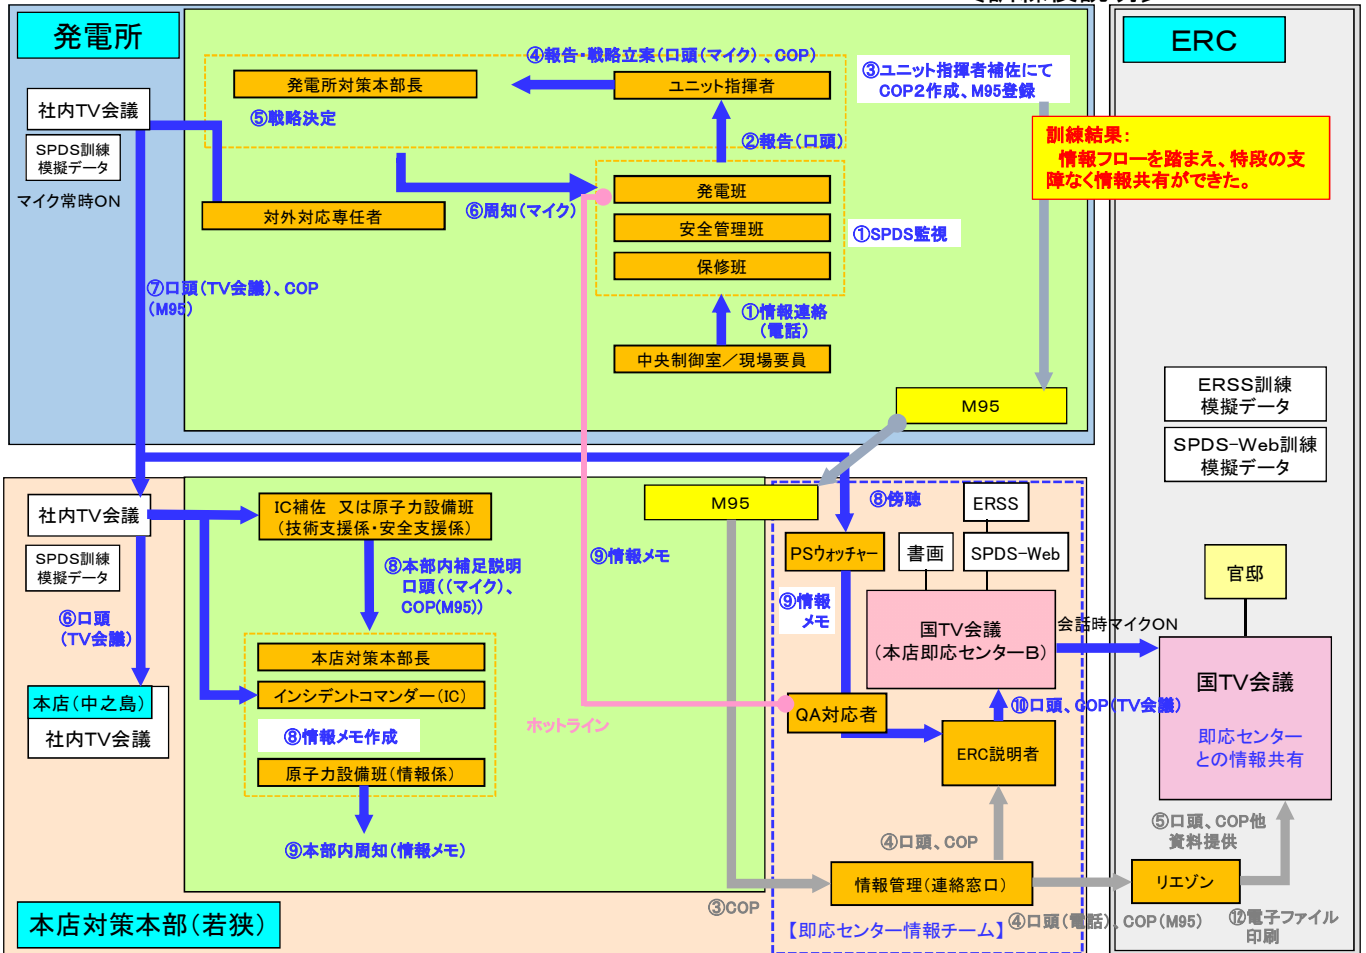 発電所
ERC
④報告・戦略立案（口頭（マイク）、COP）
発電所対策本部長
ユニット指揮者
③ユニット指揮者補佐にて
COP2作成、M95登録
社内TV会議
⑤戦略決定
SPDS訓練
模擬データ
マイク常時ON
②報告（口頭）
訓練結果：
情報フローを踏まえ、特段の支
障なく情報共有ができた。
発電班
対外対応専任者
⑥周知（マイク）
安全管理班
①SPDS監視
保修班
⑦口頭（TV会議）、COP
（M95）
①情報連絡
（電話）
中央制御室／現場要員
M95
ERSS訓練
模擬データ
SPDS-Web訓練
模擬データ
社内TV会議
IC補佐 又は原子力設備班
（技術支援係・安全支援係）
M95
⑧傍聴
ERSS
SPDS訓練
模擬データ
⑧本部内補足説明
口頭（（マイク）、
COP(M95)）
⑨情報メモ
PSウォッチャー
書画
SPDS-Web
官邸
⑥口頭
（TV会議）
⑨情報
メモ
国TV会議
（本店即応センターB）
会話時マイクON
本店対策本部長
インシデントコマンダー（IC）
本店（中之島）
社内TV会議
⑧情報メモ作成
ホットライン
QA対応者
⑩口頭、COP(TV会議)
国TV会議
即応センター
との情報共有
原子力設備班（情報係）
ERC説明者
⑨本部内周知（情報メモ）
④口頭、COP
⑤口頭、COP他
資料提供
情報管理（連絡窓口）
リエゾン
③COP
本店対策本部（若狭）
【即応センター情報チーム】
④口頭（電話）、COP（M95）
⑫電子ファイル
印刷